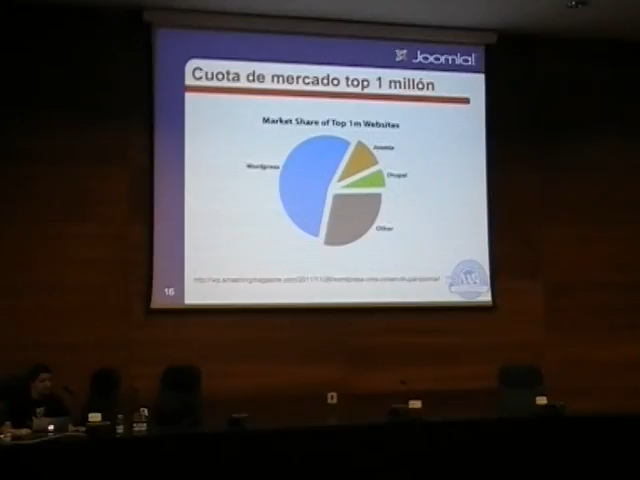 Joomla!
Cuota de mercado top 1 millón
Market Share of Top 1m Websites
Joomla
Wordpress
Drupal
Other
16